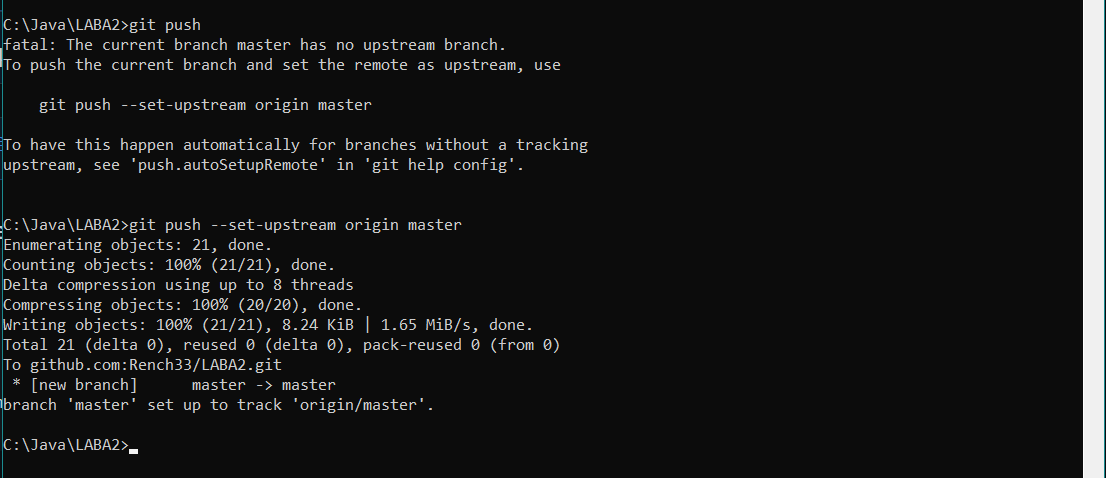 C:\Java\LABA2>git push
fatal: The current branch master has no upstream branch.
To push the current branch and set the remote as upstream, use
    git push --set-upstream origin master
To have this happen automatically for branches without a tracking
upstream, see 'push.autoSetupRemote' in 'git help config'.
C:\Java\LABA2>git push --set-upstream origin master
Enumerating objects: 21, done.
Counting objects: 100% (21/21), done.
Delta compression using up to 8 threads
Compressing objects: 100% (20/20), done.
Writing objects: 100% (21/21), 8.24 KiB | 1.65 MiB/s, done.
Total 21 (delta 0), reused 0 (delta 0), pack-reused 0 (from 0)
To github.com:Rench33/LABA2.git
 * [new branch]      master -> master
branch 'master' set up to track 'origin/master'.
C:\Java\LABA2>